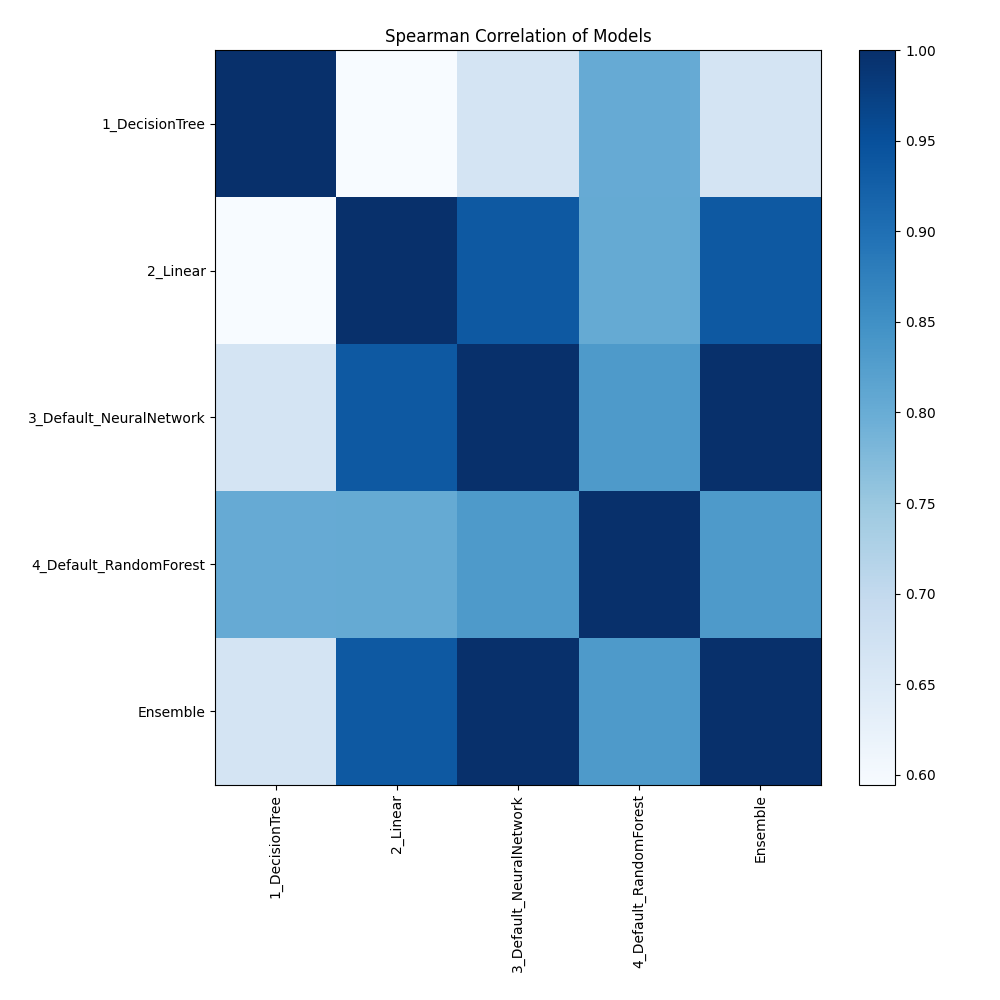 Spearman Correlation of Models
1_DecisionTree
2_Linear
3_Default_NeuralNetwork
4_Default_RandomForest
Ensemble
1_DecisionTree
2_Linear
3_Default_NeuralNetwork
4_Default_RandomForest
Ensemble
1.00
0.95
0.90
0.85
0.80
0.75
0.70
0.65
0.60